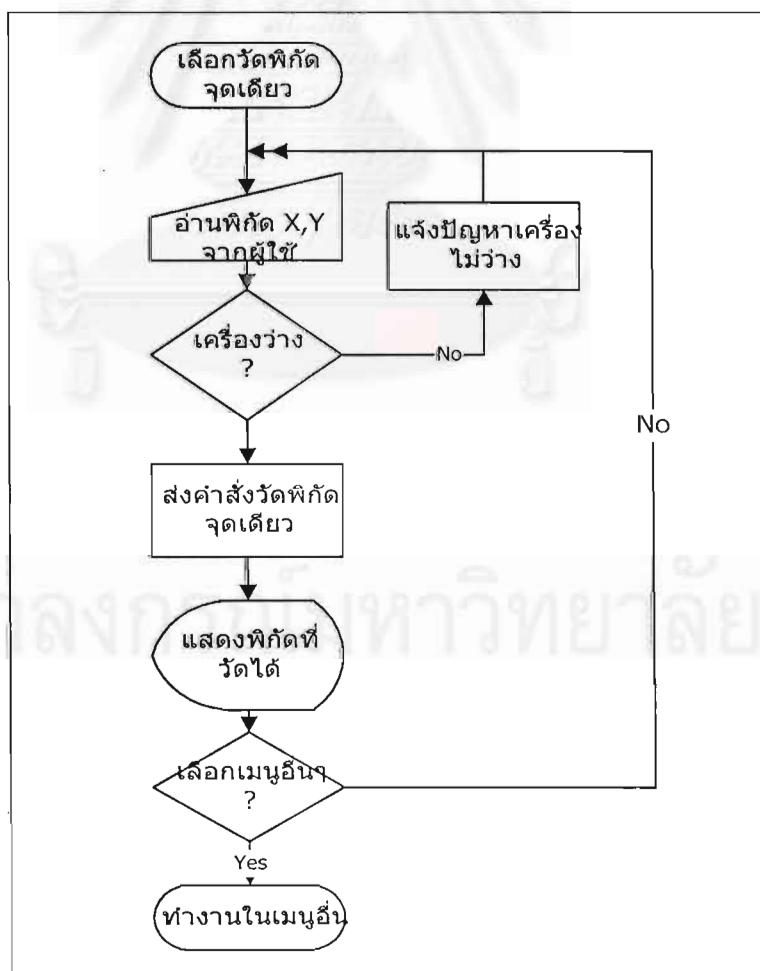 เลือกวัดพิกัด
จุดเดียว
อ่านพิกัด X,Y
จากผู้ใช้
แจ้งปัญหาเครื่อง
ไม่ว่าง
เครื่องว่าง
?
No
No
ส่งคำสั่งวัดพิกัด
จุดเดียว
แสดงพิกัดที่
วัดได้
เลือกเมนูอื่นๆ
?
Yes
ทำงานในเมนูอื่น